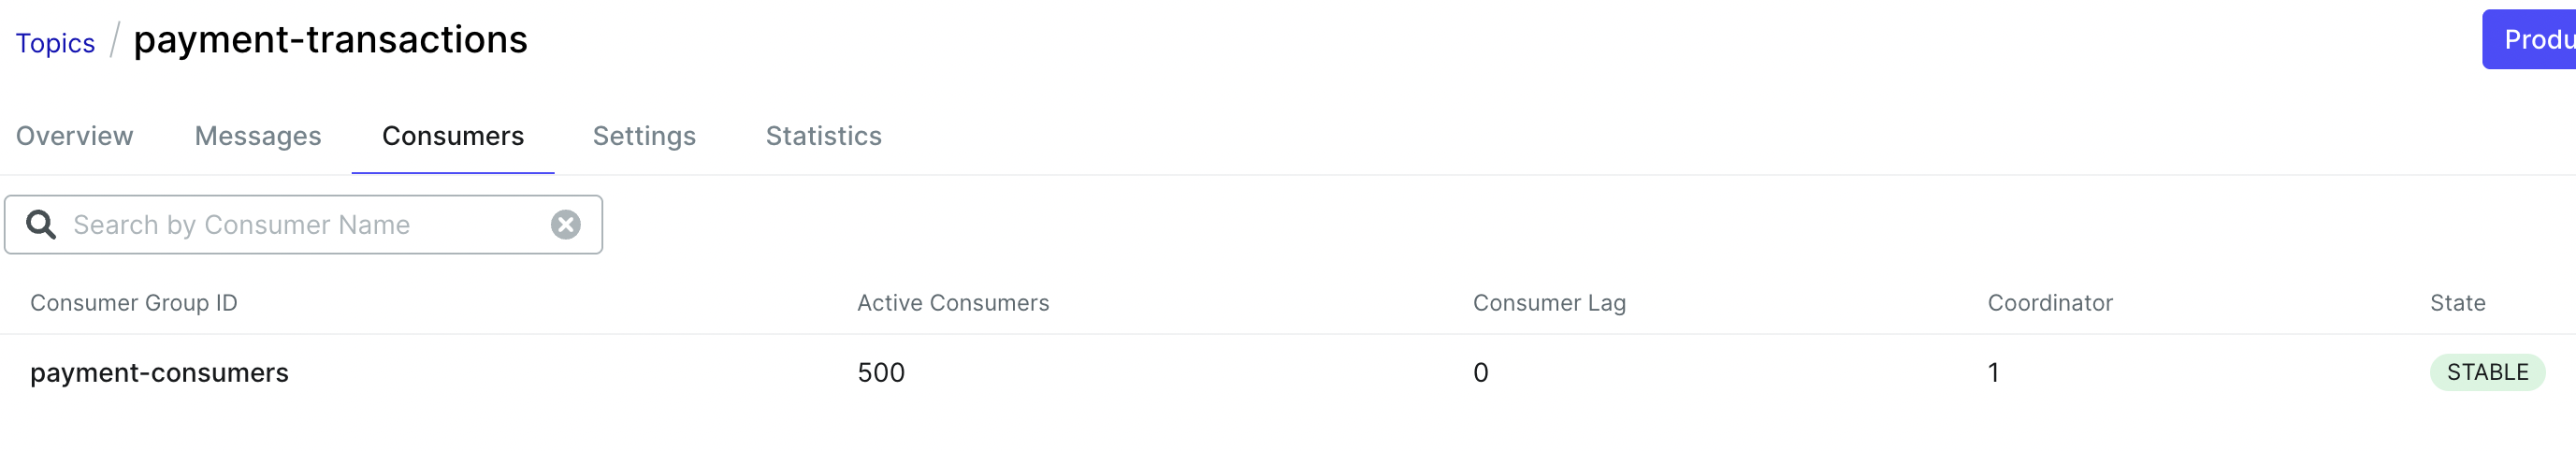 Topics / payment-transactions
Produ
Overview Messages Consumers Settings Statistics
Search by Consumer Name
Consumer Group ID Active Consumers Consumer Lag Coordinator State
payment-consumers 500 0 1 STABLE